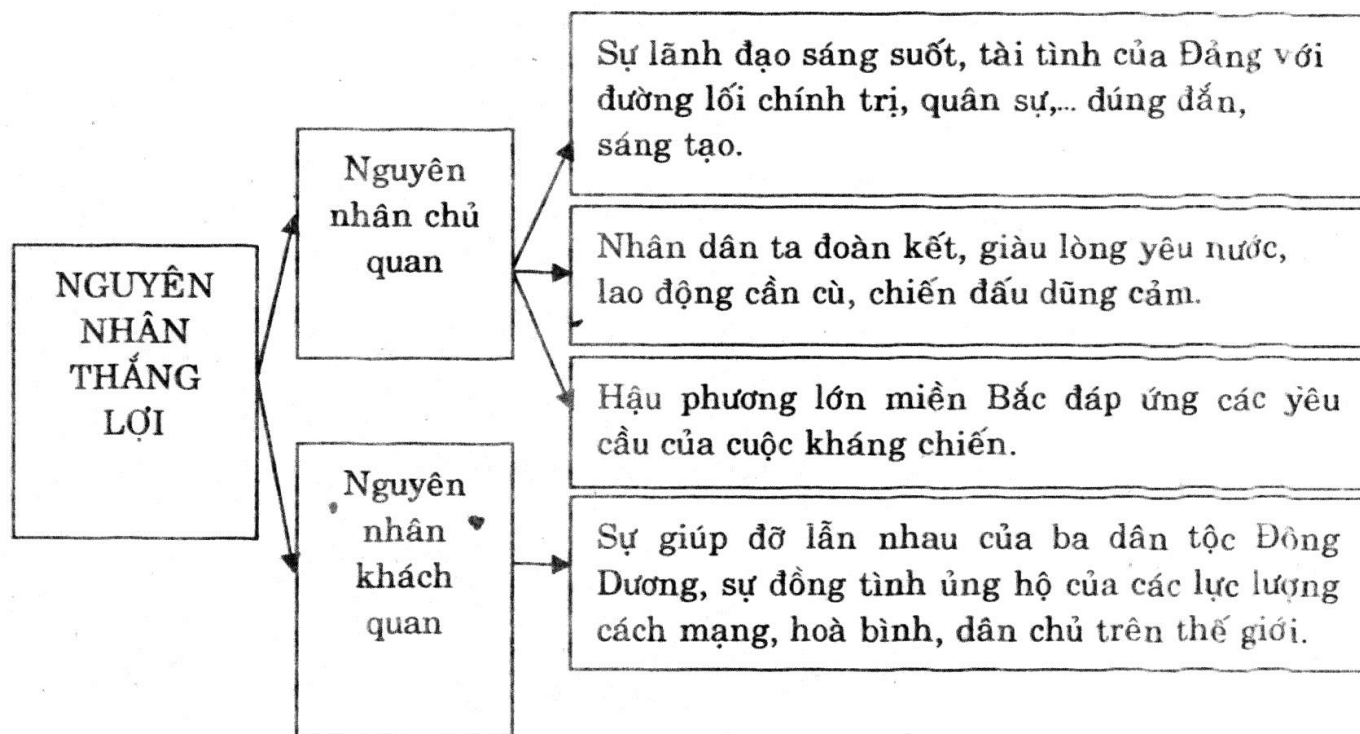 NGUYÊN
NHÂN
THẮNG
LỢI
Nguyên
nhân chủ
quan
Sự lãnh đạo sáng suốt, tài tình của Đảng với
đường lối chính trị, quân sự,... đúng đắn,
sáng tạo.
Nhân dân ta đoàn kết, giàu lòng yêu nước,
lao động cần cù, chiến đấu dũng cảm.
Hậu phương lớn miền Bắc đáp ứng các yêu
cầu của cuộc kháng chiến.
Nguyên
nhân
khách
quan
Sự giúp đỡ lẫn nhau của ba dân tộc Đông
Dương, sự đồng tình ủng hộ của các lực lượng
cách mạng, hoà bình, dân chủ trên thế giới.